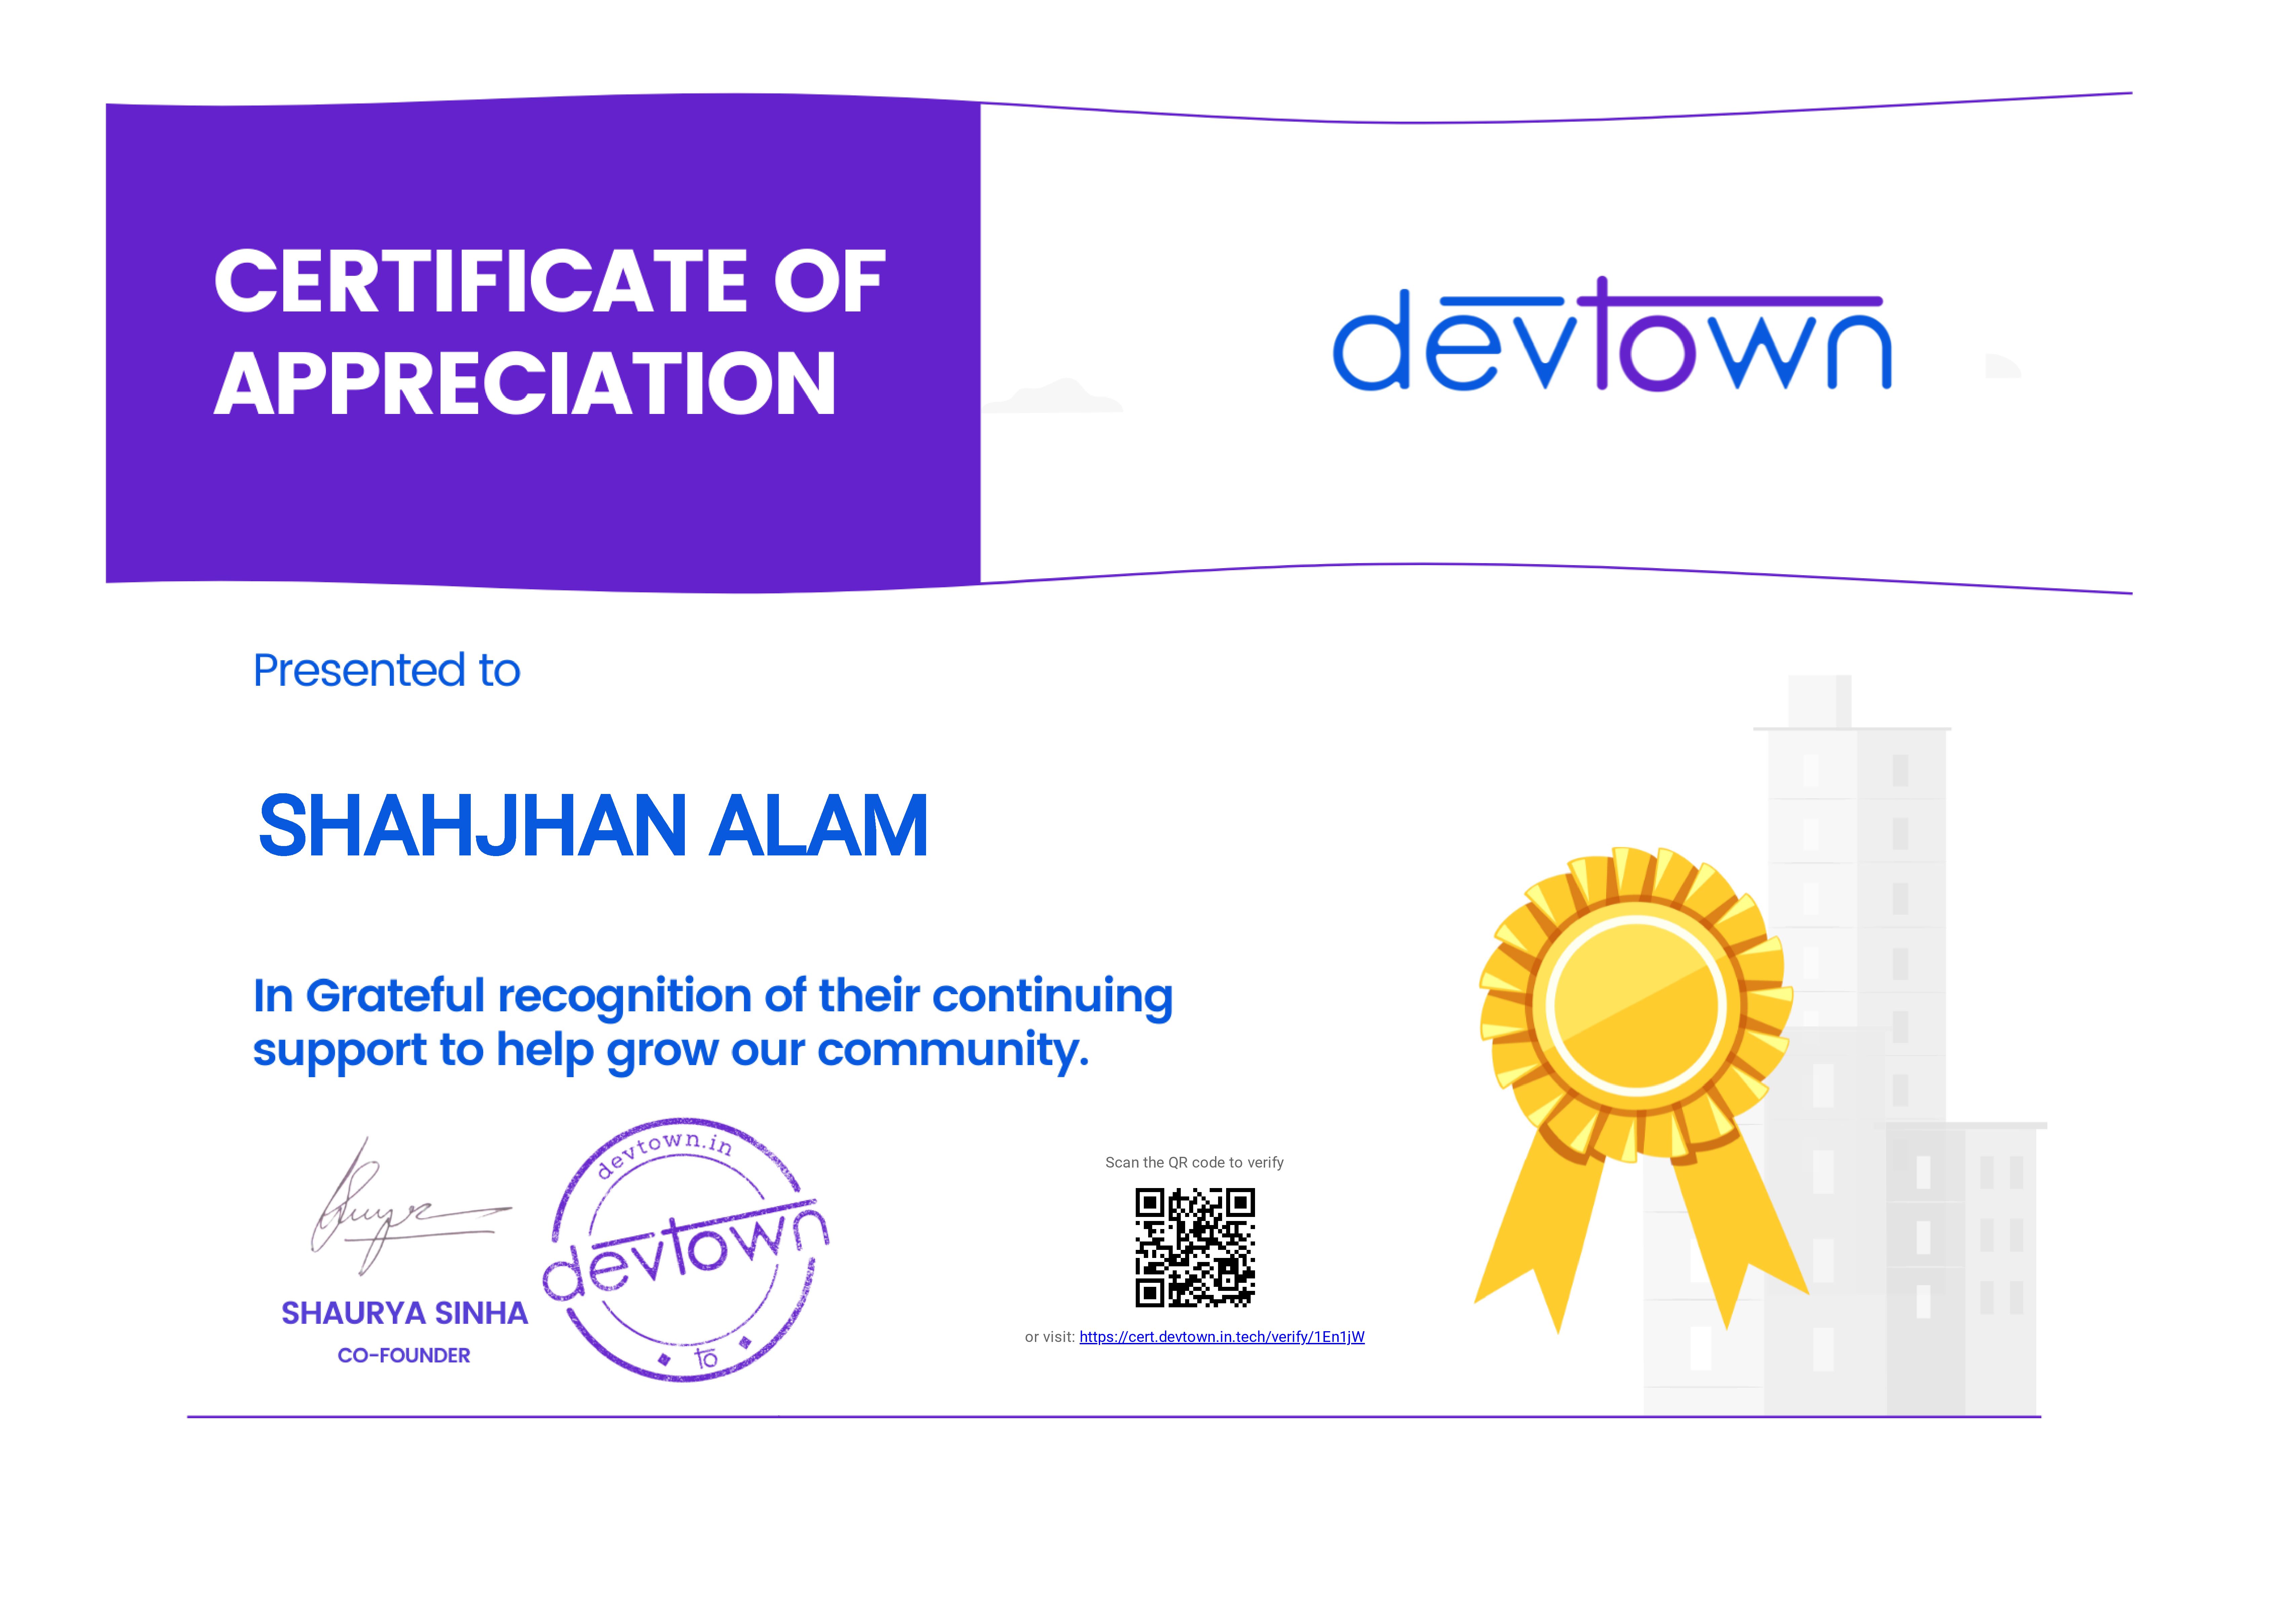 CERTIFICATE OF
APPRECIATION
devtown
Presented to
SHAHJHAN ALAM
In Grateful recognition of their continuing
support to help grow our community.
devtown.in
devtown
to
SHAURYA SINHA
CO-FOUNDER
Scan the QR code to verify
or visit: https://cert.devtown.in.tech/verify/1En1jW